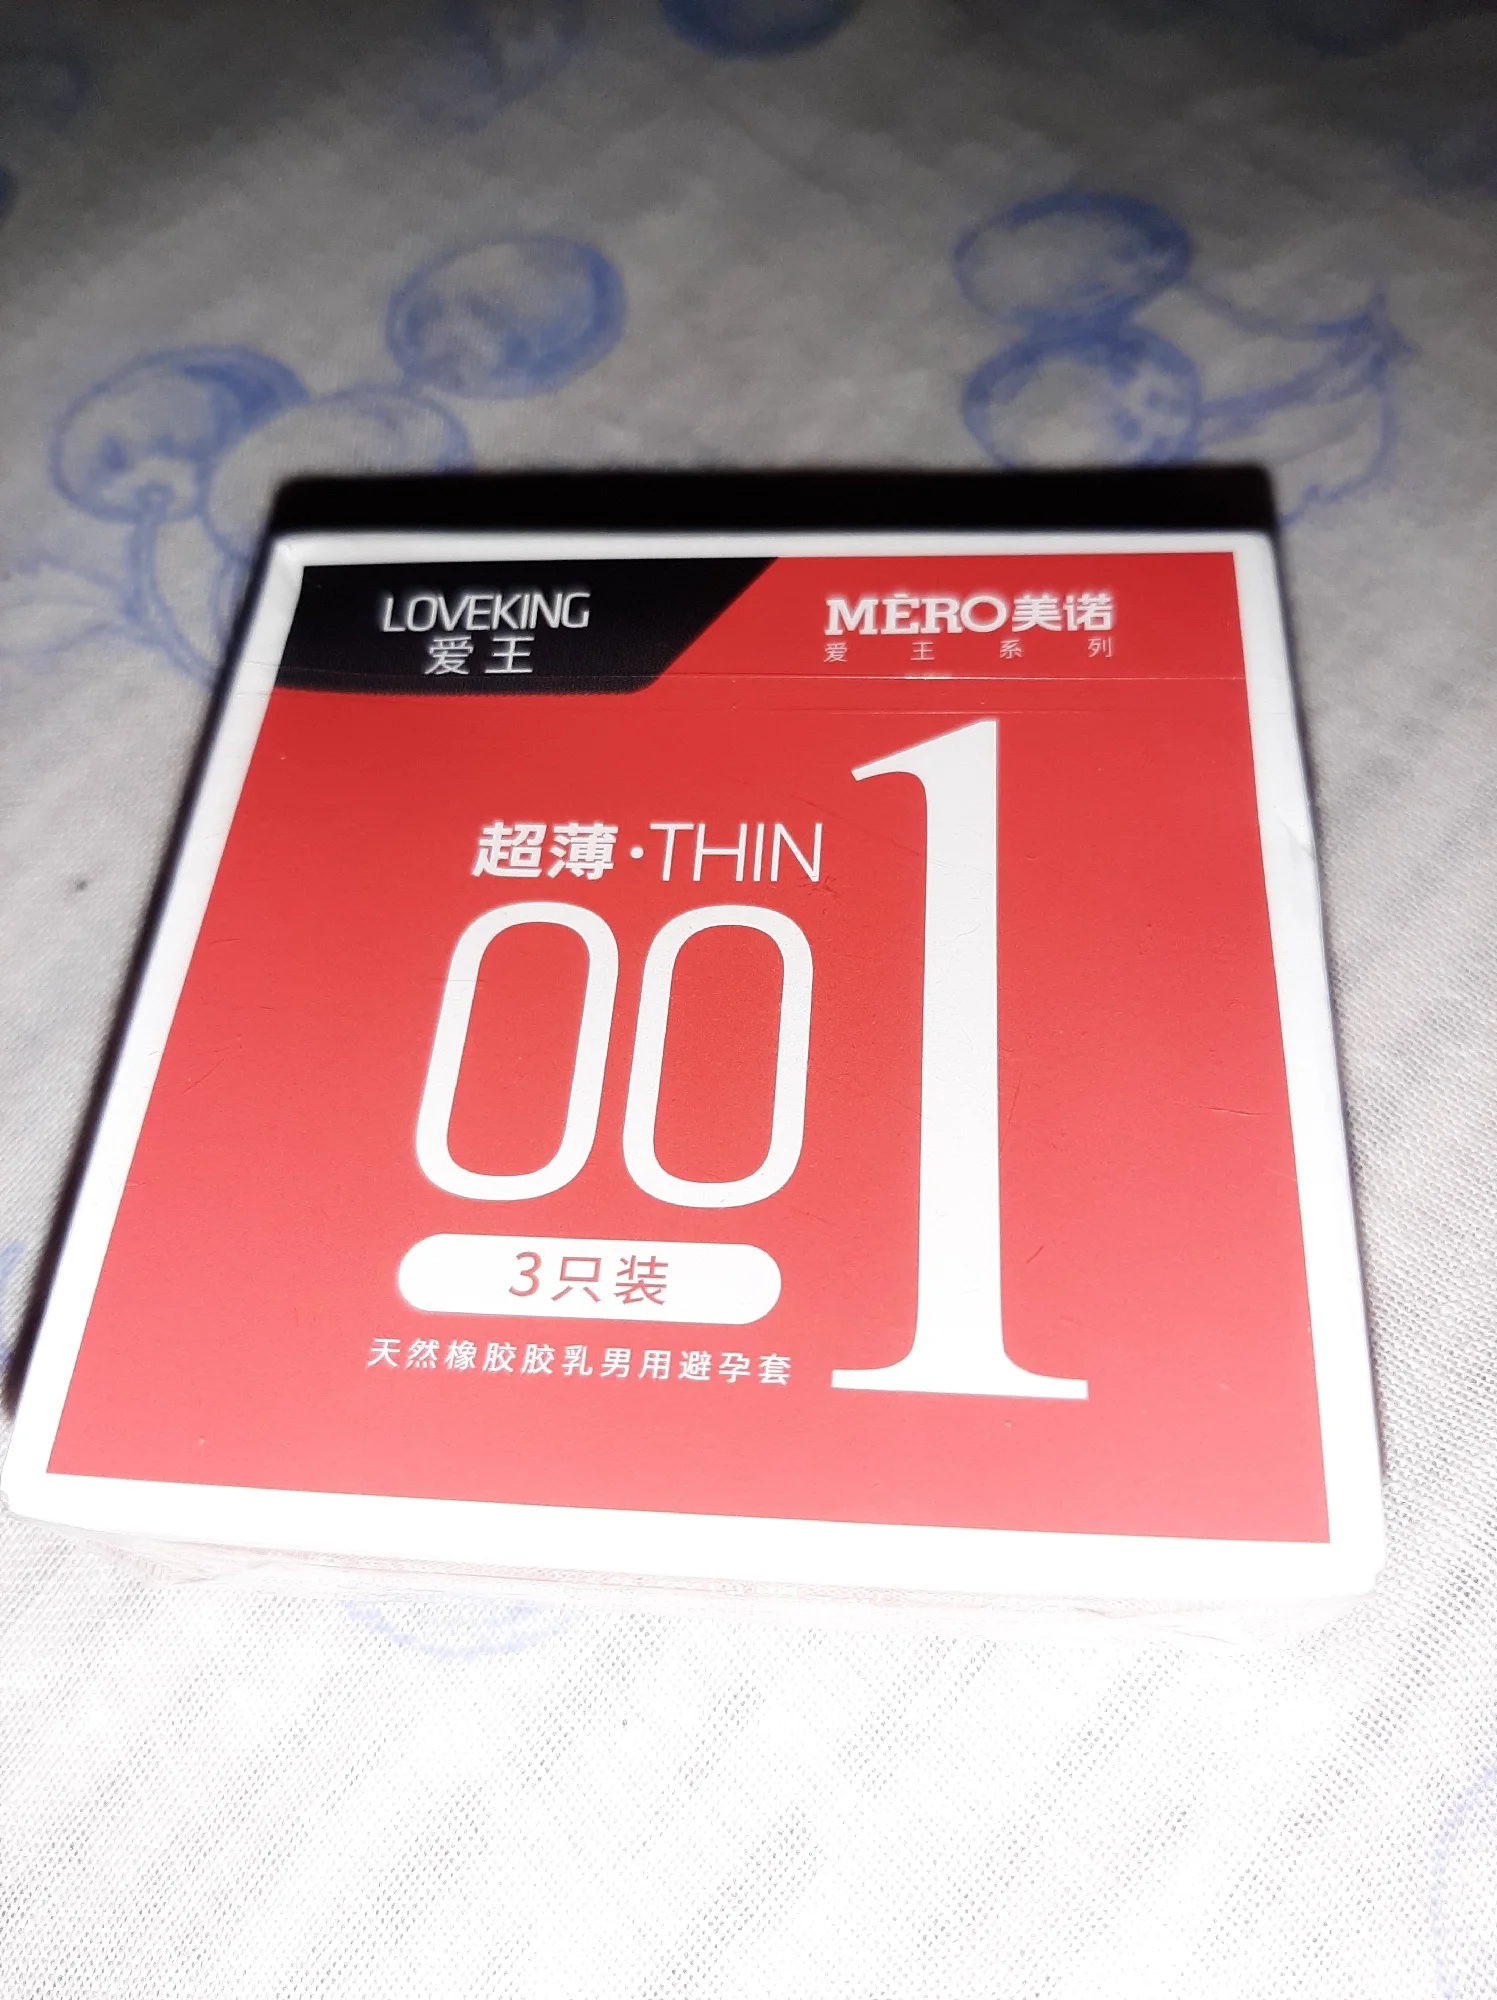 LOVEKING
爱王
MĖRO美诺
爱王系列
超薄·THIN
001
3只装
天然橡胶胶乳男用避孕套